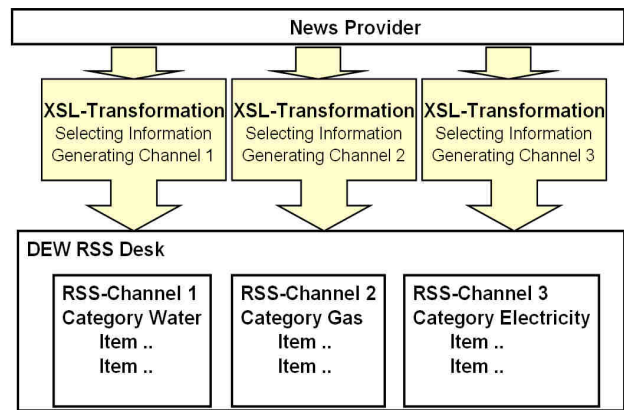 News Provider
XSL-Transformation
Selecting Information
Generating Channel 1
XSL-Transformation
Selecting Information
Generating Channel 2
XSL-Transformation
Selecting Information
Generating Channel 3
DEW RSS Desk
RSS-Channel 1
Category Water
Item ..
Item ..
RSS-Channel 2
Category Gas
Item ..
Item ..
RSS-Channel 3
Category Electricity
Item ..
Item ..